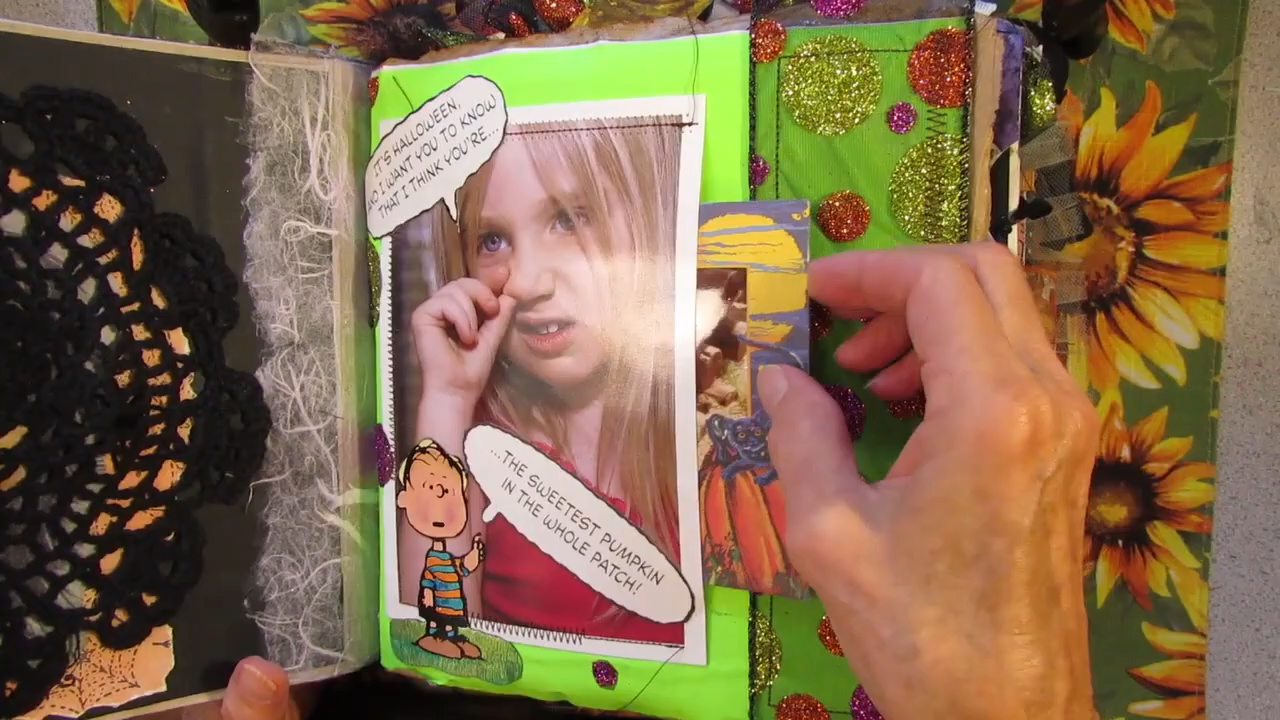 IT'S HALLOWEEN,
AND I WANT YOU TO KNOW
THAT I THINK YOU'RE...
...THE SWEETEST PUMPKIN
IN THE WHOLE PATCH!